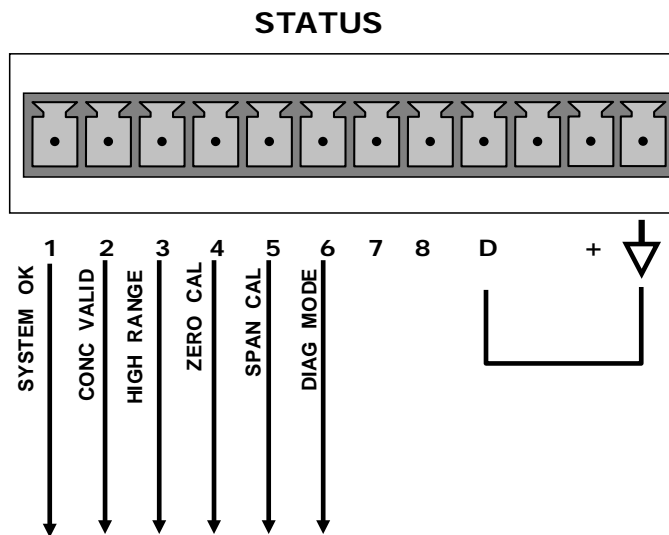 STATUS
1 2 3 4 5 6 7 8 D +
SYSTEM OK
CONC VALID
HIGH RANGE
ZERO CAL
SPAN CAL
DIAG MODE